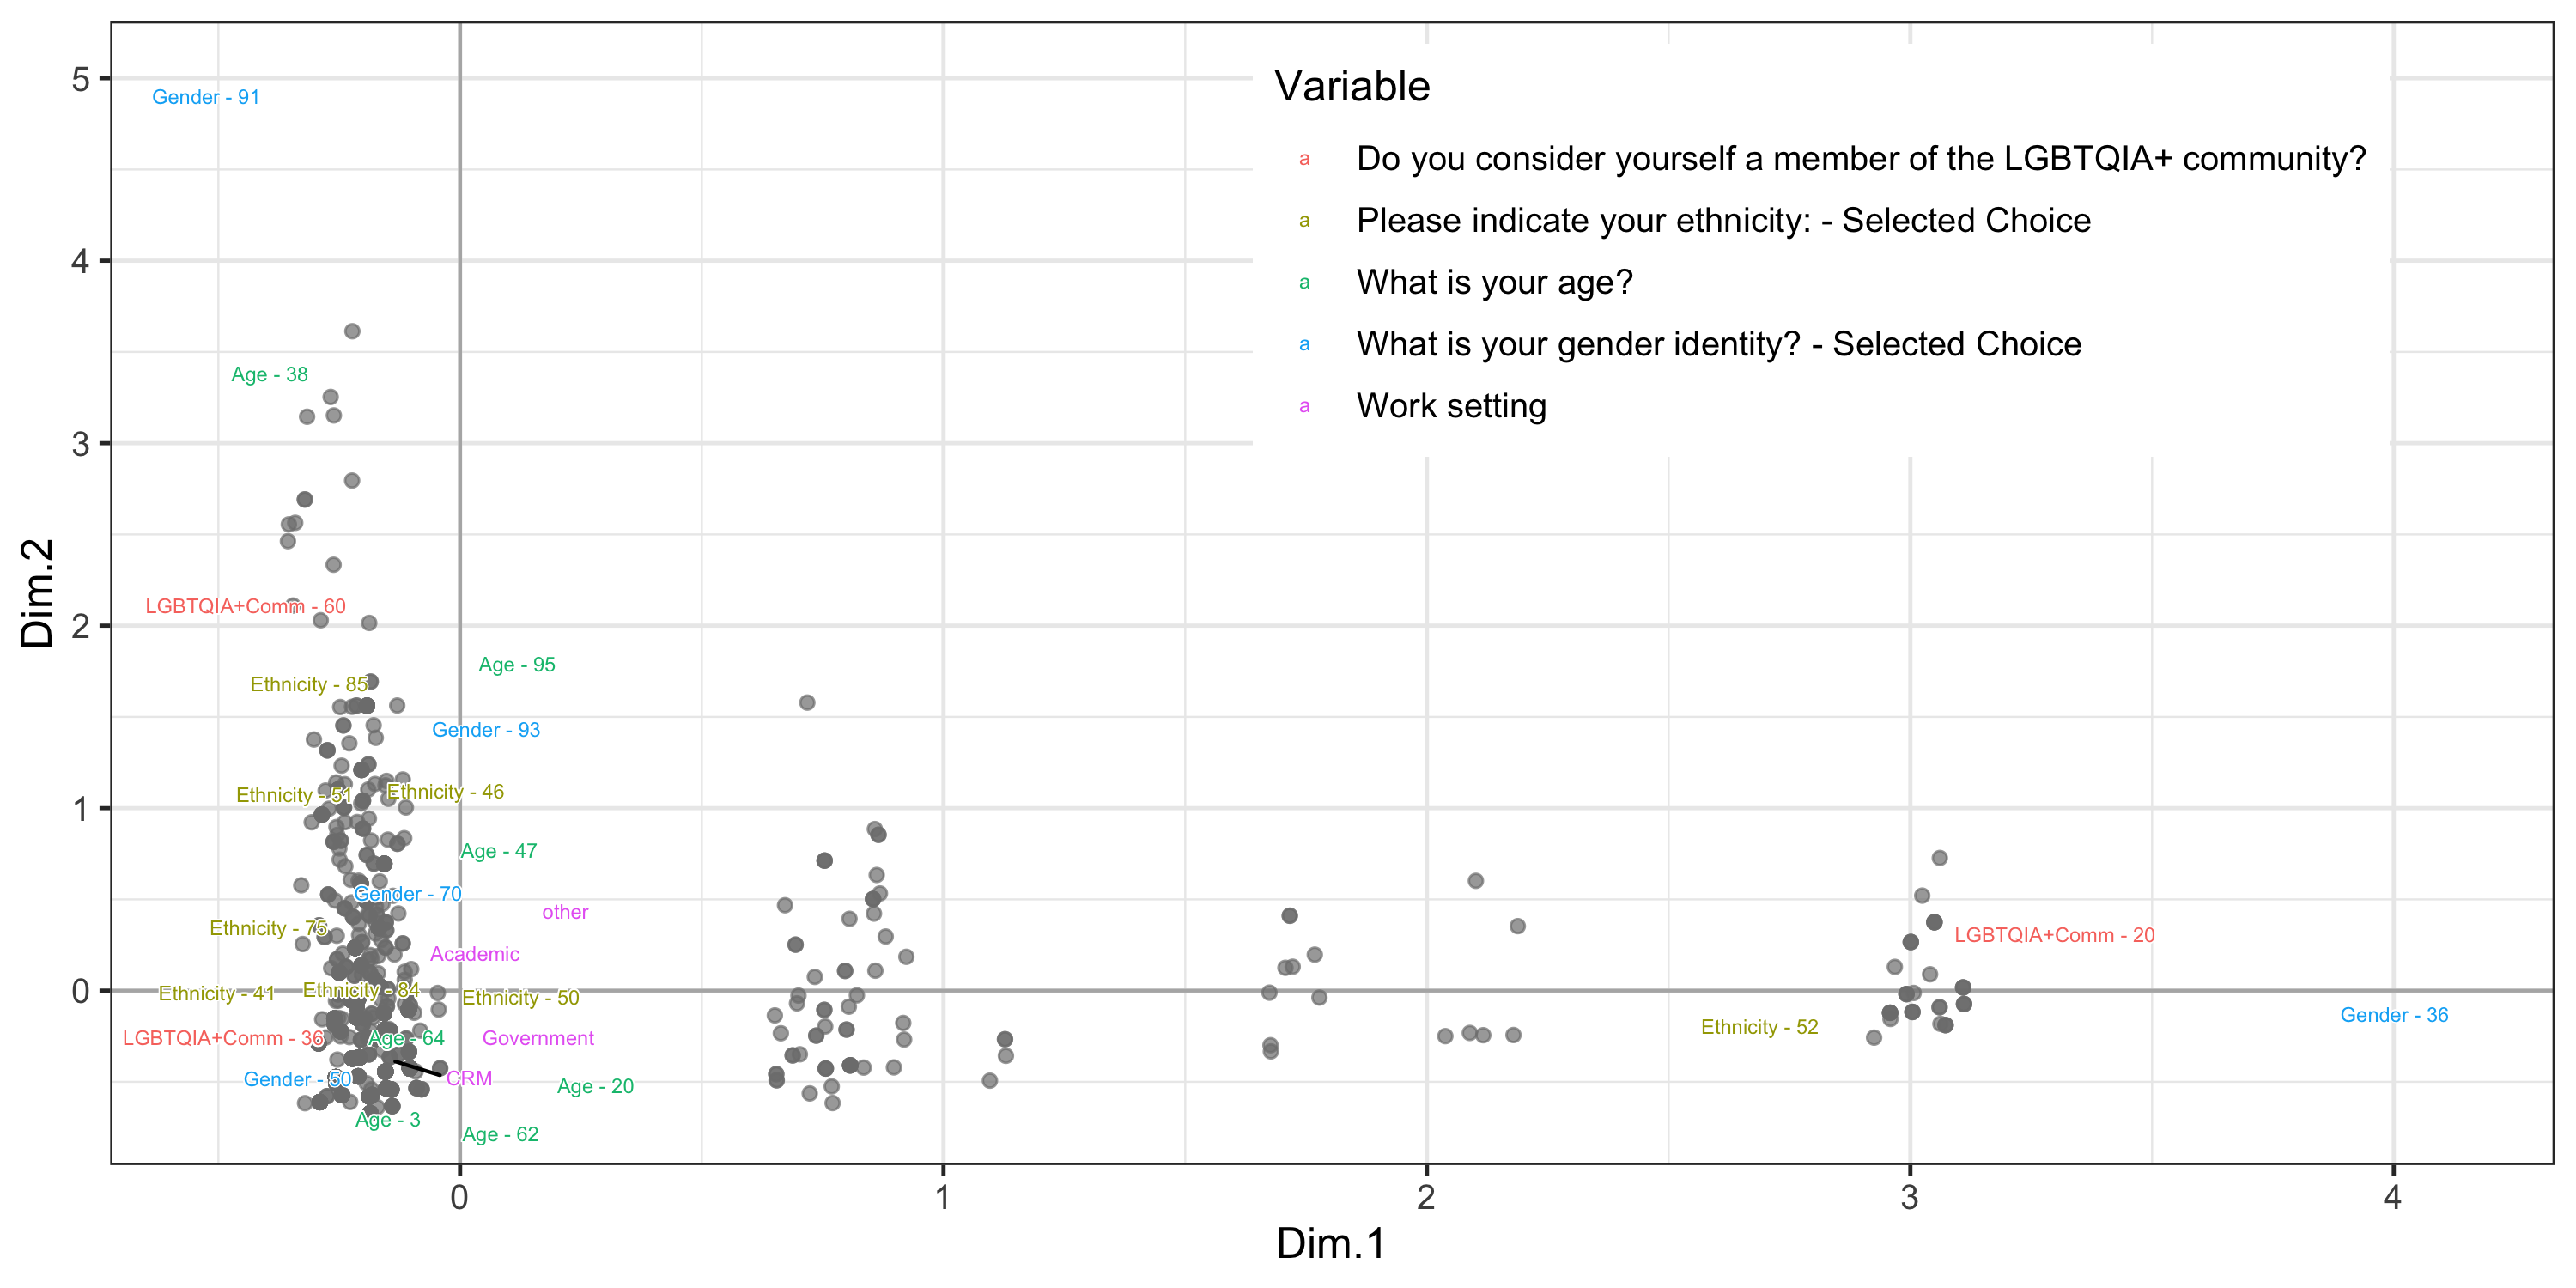 Gender - 91
Age - 38
LGBTQIA+Comm - 60
Age - 95
Ethnicity - 85
Gender - 93
Ethnicity - 51
Ethnicity - 46
Age - 47
Gender - 70
other
Ethnicity - 75
Academic
Ethnicity - 41
Ethnicity - 84
Ethnicity - 50
LGBTQIA+Comm - 36
Age - 64
Government
Gender - 50
CRM
Age - 20
Age - 3
Age - 62
LGBTQIA+Comm - 20
Ethnicity - 52
Gender - 36
Variable
a Do you consider yourself a member of the LGBTQIA+ community?
a Please indicate your ethnicity: - Selected Choice
a What is your age?
a What is your gender identity? - Selected Choice
a Work setting
5
4
3
2
1
0
Dim.2
0 1 2 3 4
Dim.1